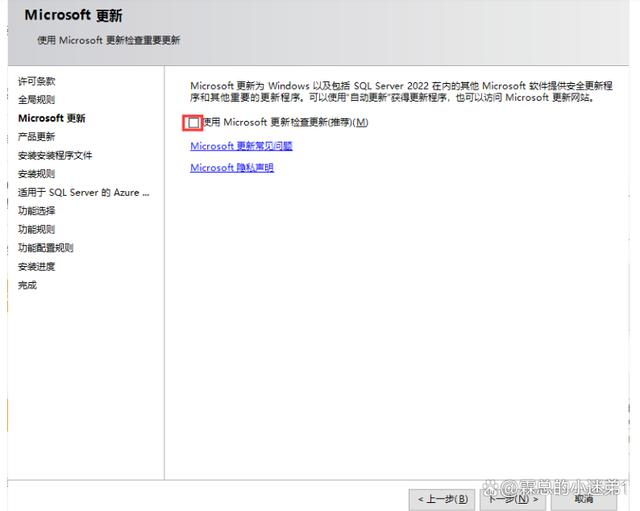 Microsoft 更新
使用 Microsoft 更新检查重要更新
许可条款
全局规则
Microsoft 更新
产品更新
安装安装程序文件
安装规则
适用于 SQL Server 的 Azure ...
功能选择
功能规则
功能配置规则
安装进度
完成
Microsoft 更新为 Windows 以及包括 SQL Server 2022 在内的其他 Microsoft 软件提供安全更新程
序和其他重要的更新程序。可以使用“自动更新”获得更新程序，也可以访问 Microsoft 更新网站。
使用 Microsoft 更新检查更新(推荐)(M)
Microsoft 更新常见问题
Microsoft 隐私声明
< 上一步(B)
下一步(N) >
取消
@霖总的小迷弟1